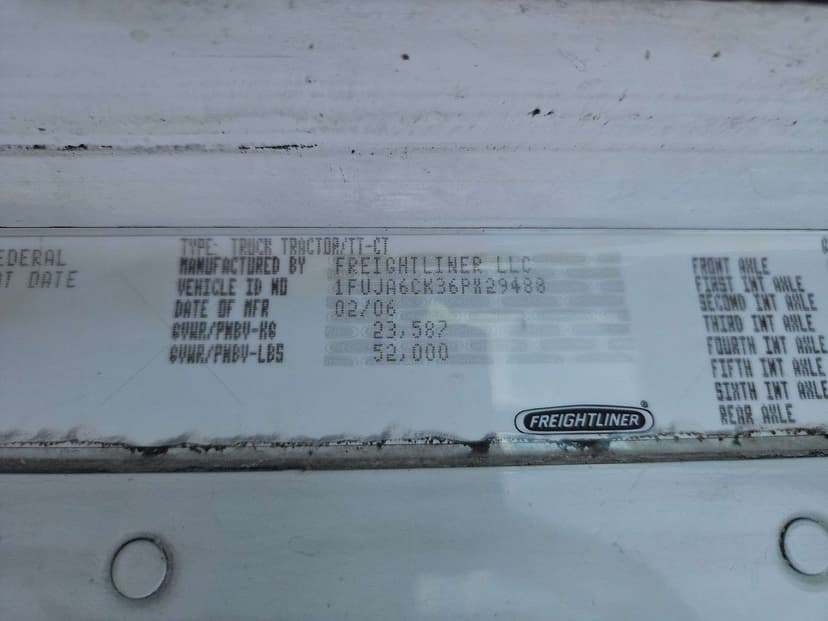 EDERAL
AT DATE
TYPE: TRUCK TRACTOR/TT-CT
MANUFACTURED BY FREIGHTLINER LLC
VEHICLE ID NO 1FUJA6CK36PX29488
DATE OF MFR 02/06
GVWR/PNBV-KG 23,587
GVWR/PNBV-LBS 52,000
FRONT AXLE
FIRST INT AXLE
SECOND INT AXLE
THIRD INT AXLE
FOURTH INT AXLE
FIFTH INT AXLE
SIXTH INT AXLE
REAR AXLE
FREIGHTLINER®